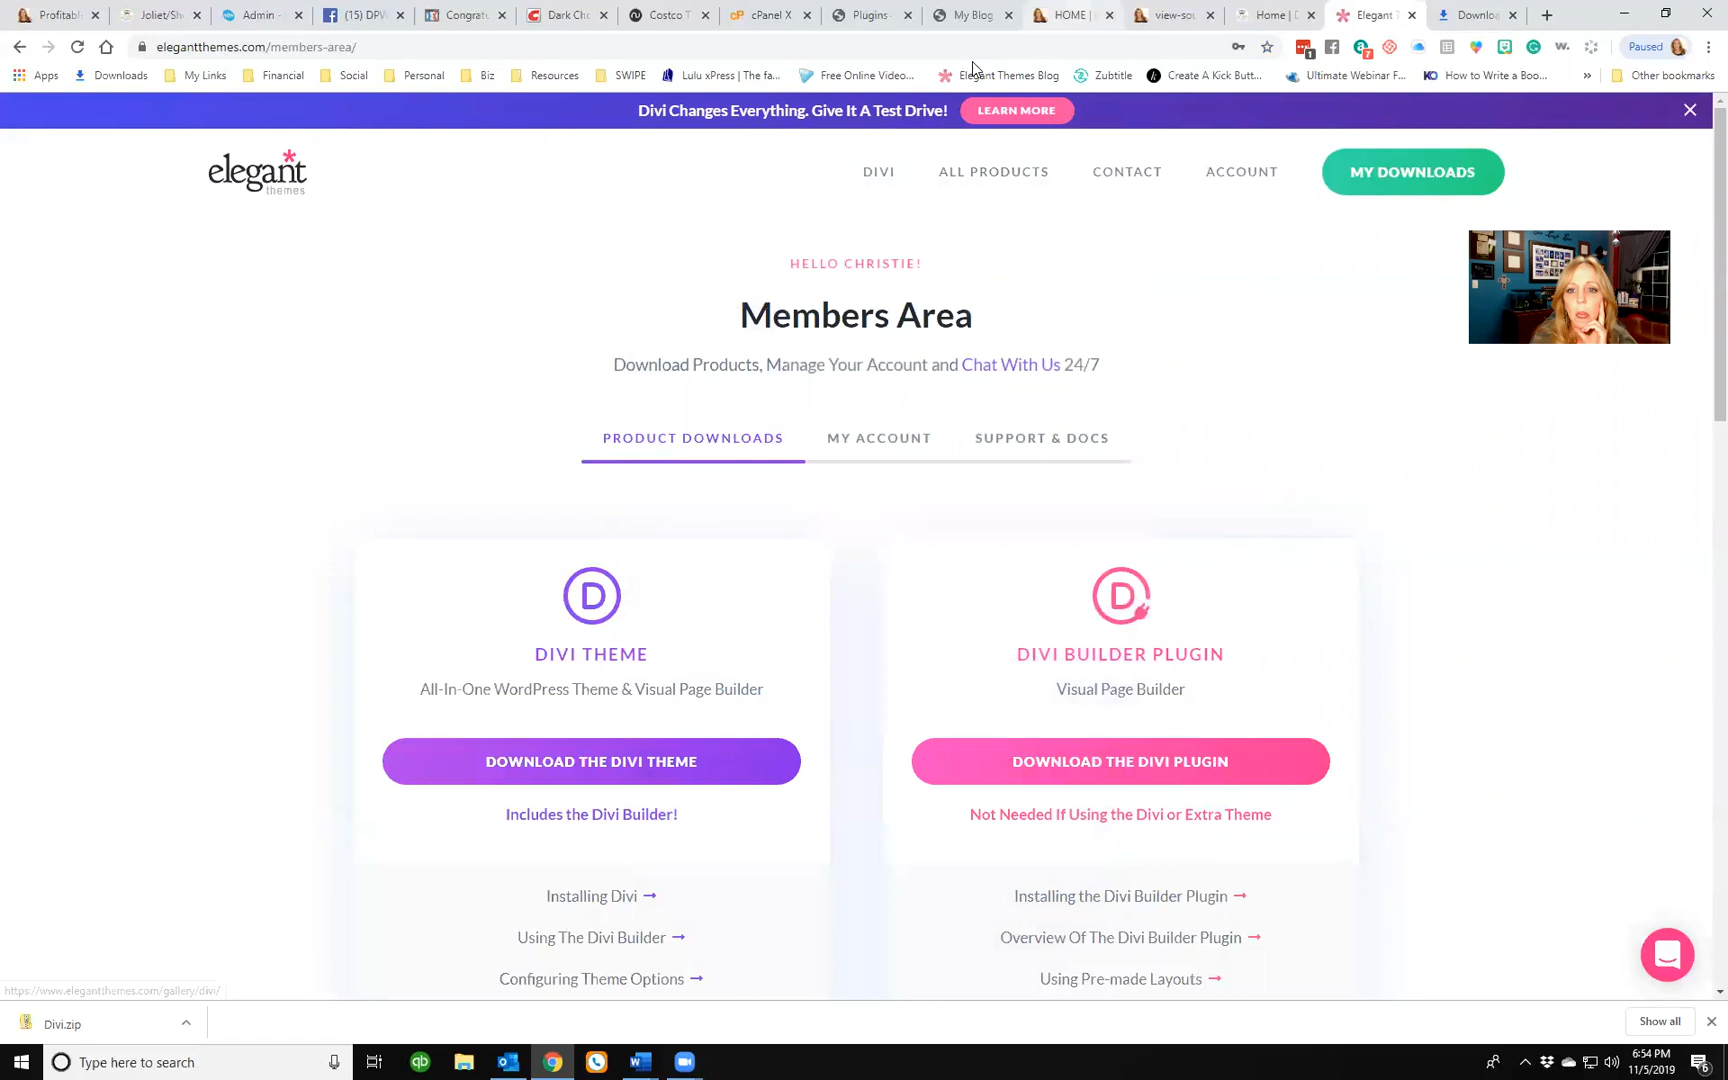 Profitabl
Joliet/Sh
Admin -
(15) DPW
Congratu
Dark Cho
Costco T
cPanel X
Plugins
My Blog
HOME |
view-sou
Home | D
Elegant T
Downloa
elegantthemes.com/members-area/
Paused
Apps
Downloads
My Links
Financial
Social
Personal
Biz
Resources
SWIPE
Lulu xPress | The fa...
Free Online Video...
Elegant Themes Blog
Zubtitle
Create A Kick Butt...
Ultimate Webinar F...
How to Write a Boo...
»
Other bookmarks
Divi Changes Everything. Give It A Test Drive! LEARN MORE
elegant
themes
DIVI ALL PRODUCTS CONTACT ACCOUNT MY DOWNLOADS
HELLO CHRISTIE!
Members Area
Download Products, Manage Your Account and Chat With Us 24/7
PRODUCT DOWNLOADS MY ACCOUNT SUPPORT & DOCS
D
DIVI THEME
All-In-One WordPress Theme & Visual Page Builder
DOWNLOAD THE DIVI THEME
Includes the Divi Builder!
Installing Divi →
Using The Divi Builder →
Configuring Theme Options →
D
DIVI BUILDER PLUGIN
Visual Page Builder
DOWNLOAD THE DIVI PLUGIN
Not Needed If Using the Divi or Extra Theme
Installing the Divi Builder Plugin →
Overview Of The Divi Builder Plugin →
Using Pre-made Layouts →
https://www.elegantthemes.com/gallery/divi/
Divi.zip
Show all
Type here to search
6:54 PM
11/5/2019